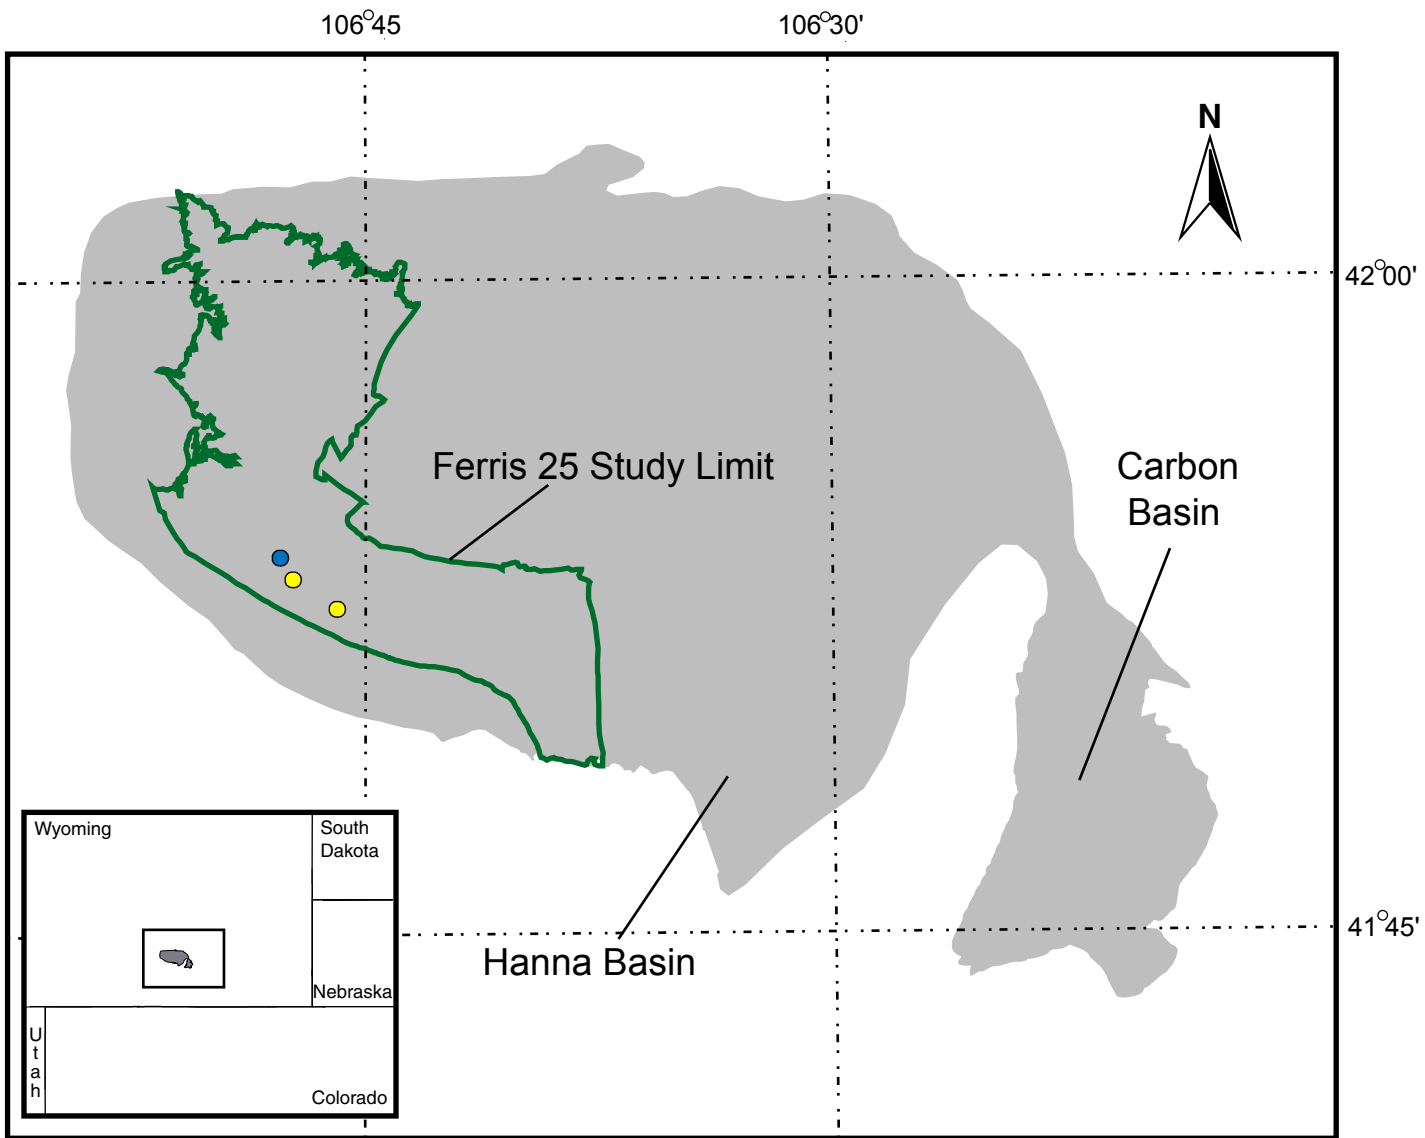 106°45
106°30'
N
42°00'
Ferris 25 Study Limit
Carbon
Basin
41°45'
Hanna Basin
Wyoming
South
Dakota
Nebraska
Utah
Colorado